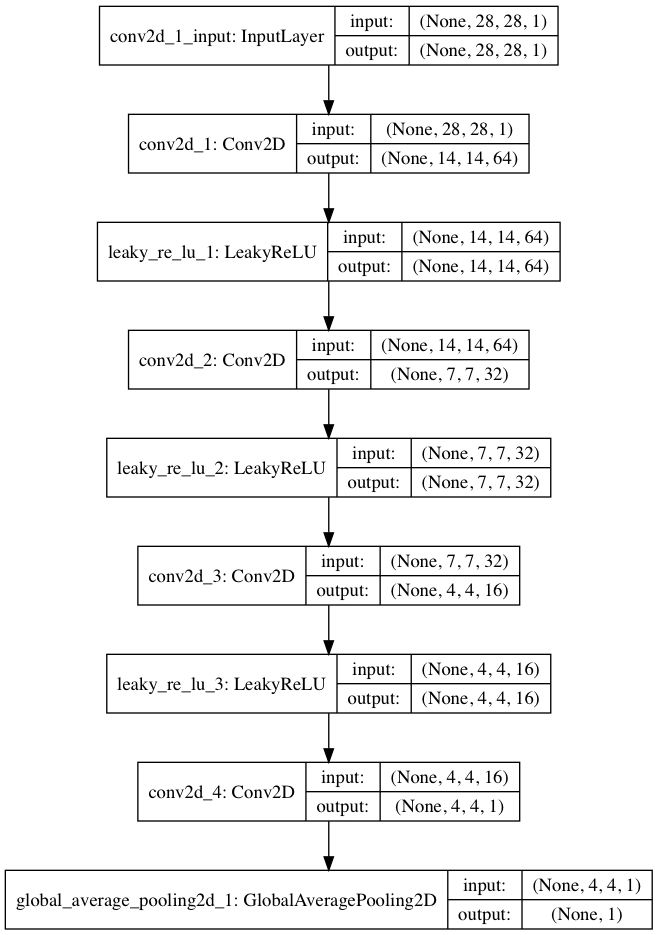 conv2d_1_input: InputLayer
input:
(None, 28, 28, 1)
output:
(None, 28, 28, 1)
conv2d_1: Conv2D
input:
(None, 28, 28, 1)
output:
(None, 14, 14, 64)
leaky_re_lu_1: LeakyReLU
input:
(None, 14, 14, 64)
output:
(None, 14, 14, 64)
conv2d_2: Conv2D
input:
(None, 14, 14, 64)
output:
(None, 7, 7, 32)
leaky_re_lu_2: LeakyReLU
input:
(None, 7, 7, 32)
output:
(None, 7, 7, 32)
conv2d_3: Conv2D
input:
(None, 7, 7, 32)
output:
(None, 4, 4, 16)
leaky_re_lu_3: LeakyReLU
input:
(None, 4, 4, 16)
output:
(None, 4, 4, 16)
conv2d_4: Conv2D
input:
(None, 4, 4, 16)
output:
(None, 4, 4, 1)
global_average_pooling2d_1: GlobalAveragePooling2D
input:
(None, 4, 4, 1)
output:
(None, 1)